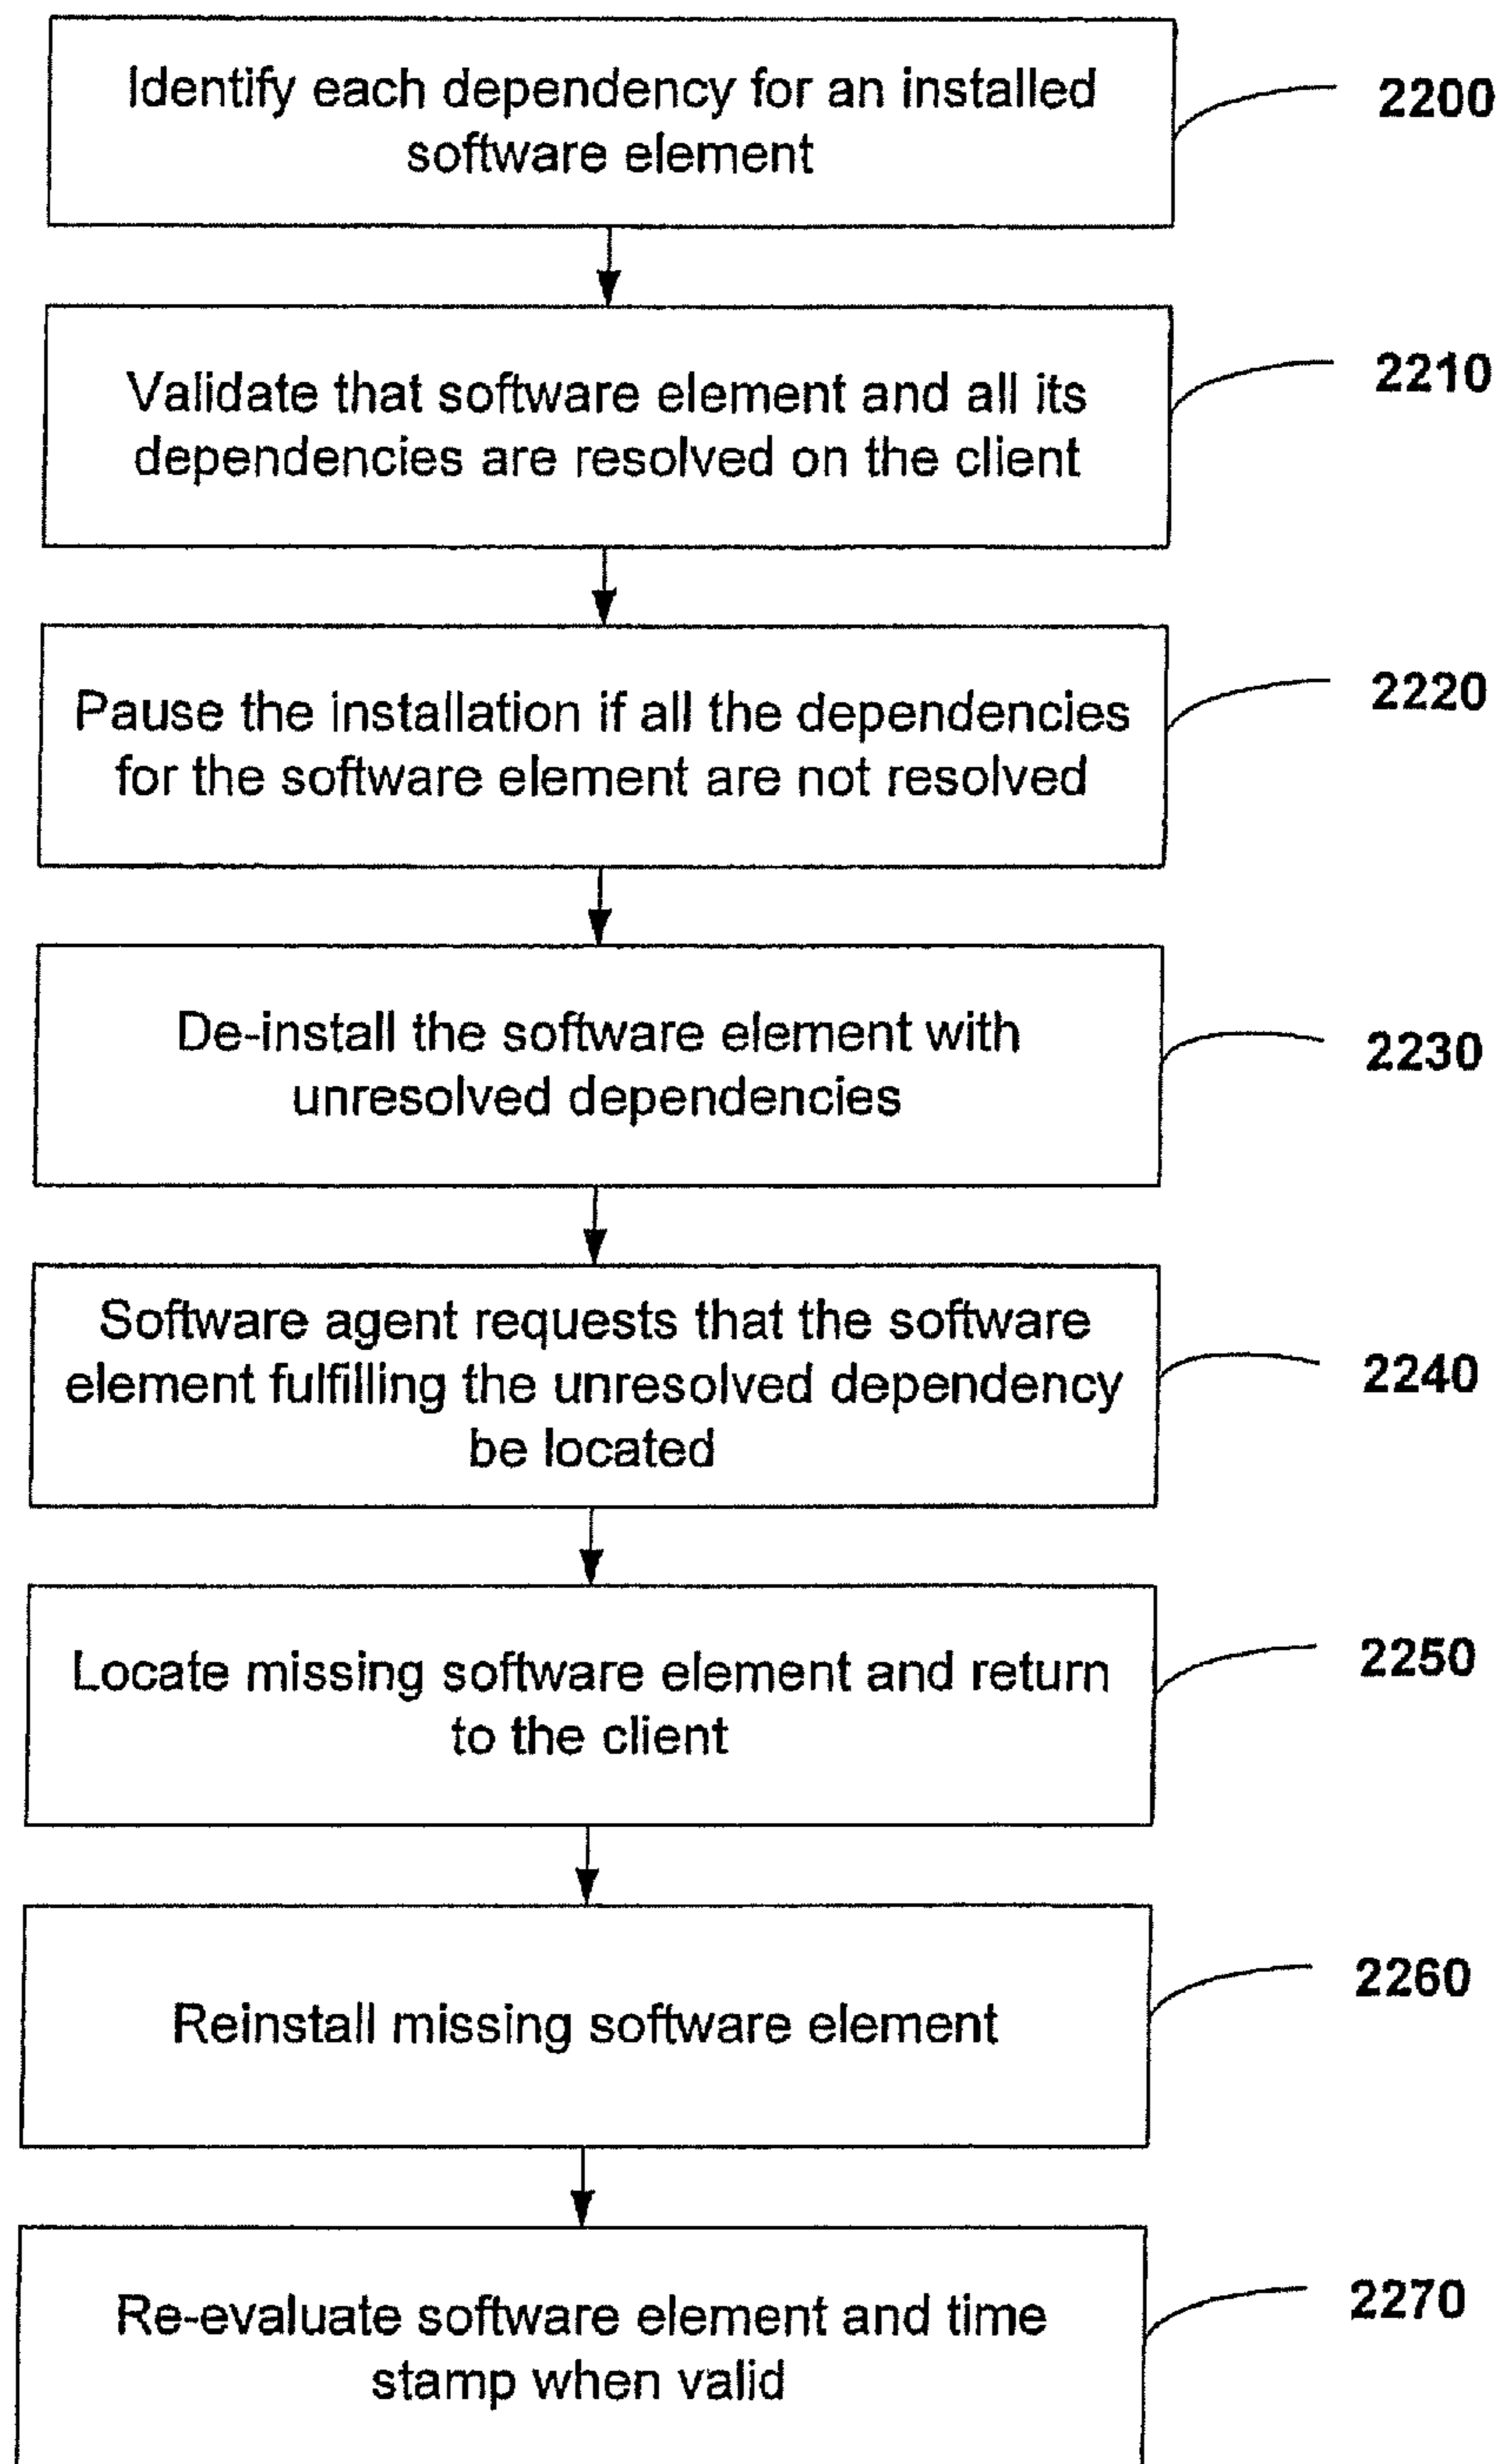 Identify each dependency for an installed
software element
2200
Validate that software element and all its
dependencies are resolved on the client
2210
Pause the installation if all the dependencies
for the software element are not resolved
2220
De-install the software element with
unresolved dependencies
2230
Software agent requests that the software
element fulfilling the unresolved dependency
be located
2240
Locate missing software element and return
to the client
2250
Reinstall missing software element
2260
Re-evaluate software element and time
stamp when valid
2270